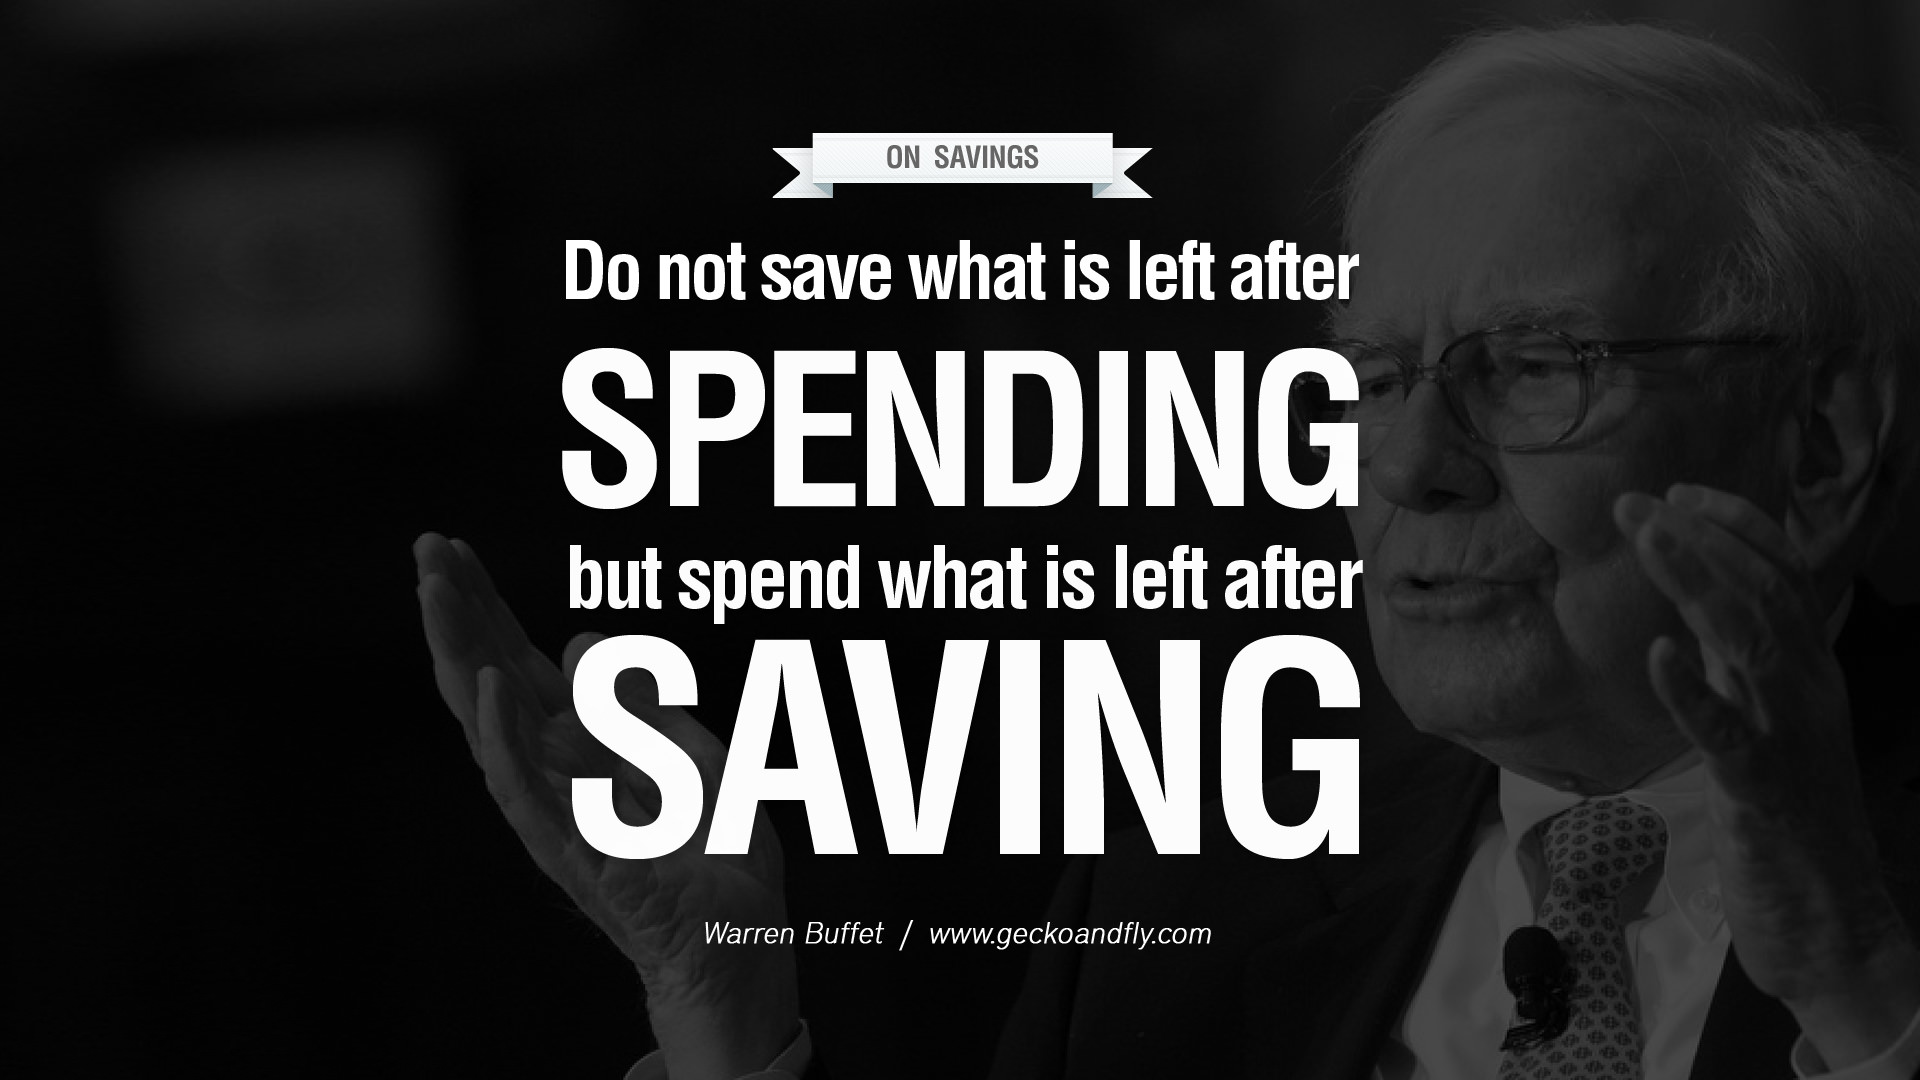 ON SAVINGS
Do not save what is left after
SPENDING
but spend what is left after
SAVING
Warren Buffet / www.geckoandfly.com